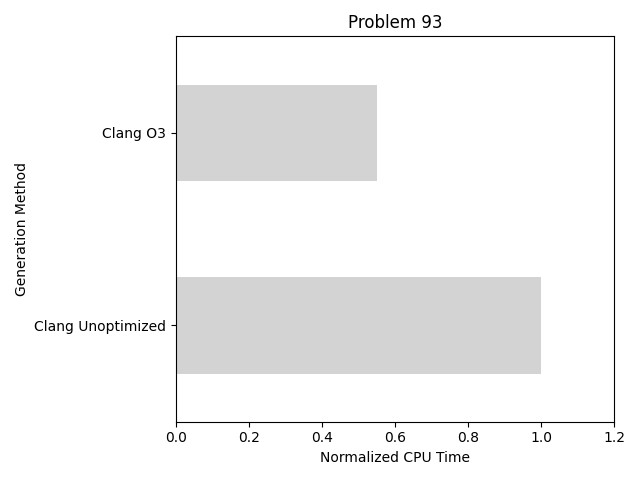 Problem 93
Generation Method
Clang O3
Clang Unoptimized
0.0 0.2 0.4 0.6 0.8 1.0 1.2
Normalized CPU Time